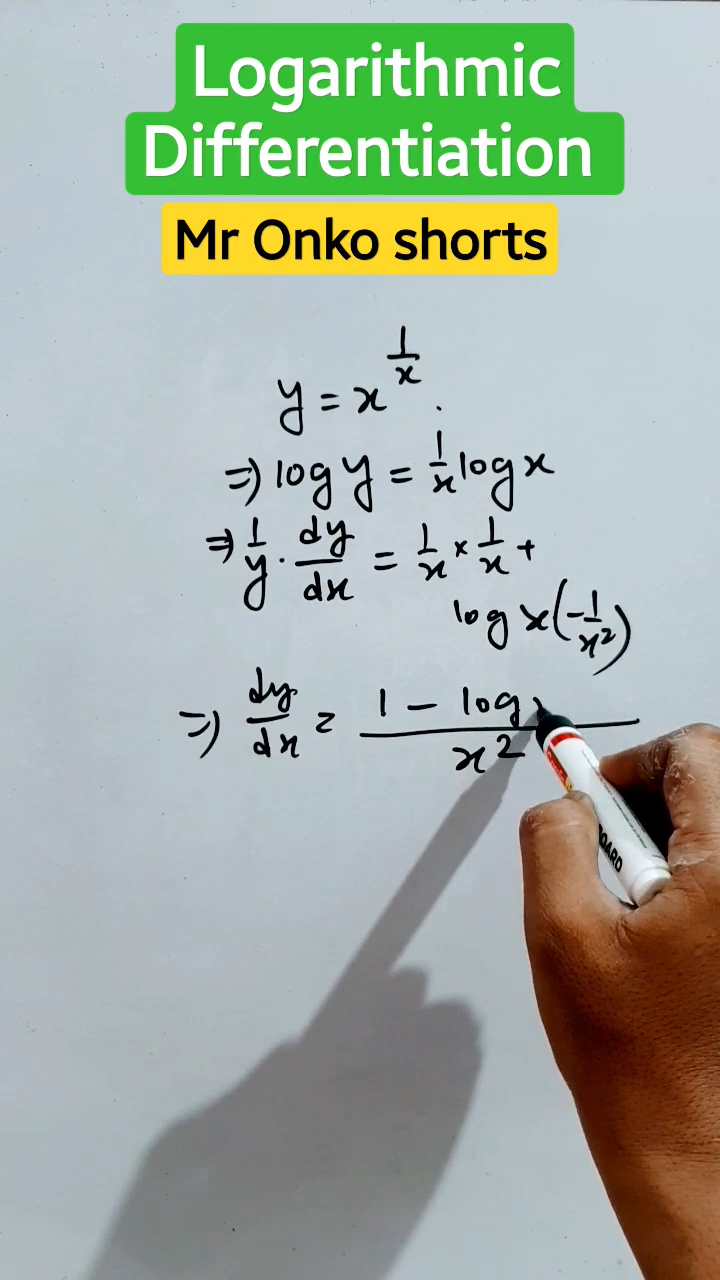 Logarithmic
Differentiation
Mr Onko shorts
y = x^(1/x).
⇒ log y = 1/x log x
⇒ 1/y · dy/dx = 1/x × 1/x +
log x (-1/x²)
⇒ dy/dx = (1 - log)/x²
BOARD